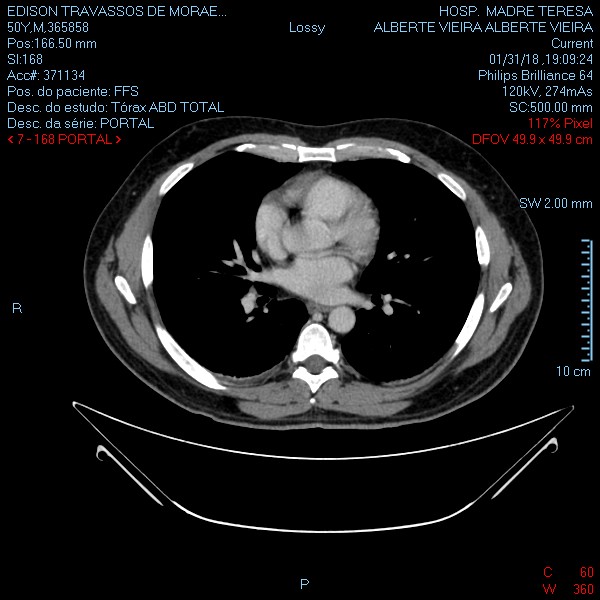 EDISON TRAVASSOS DE MORAE...
50Y,M,365858
Pos:166.50 mm
SI:168
Acc#: 371134
Pos. do paciente: FFS
Desc. do estudo: Tórax ABD TOTAL
Desc. da série: PORTAL
< 7 - 168 PORTAL >
Lossy
HOSP. MADRE TERESA
ALBERTE VIEIRA ALBERTE VIEIRA
Current
01/31/18 ,19:09:24
Philips Brilliance 64
120kV, 274mAs
SC:500.00 mm
117% Pixel
DFOV 49.9 x 49.9 cm
SW 2.00 mm
R
10 cm
P
C 60
W 360